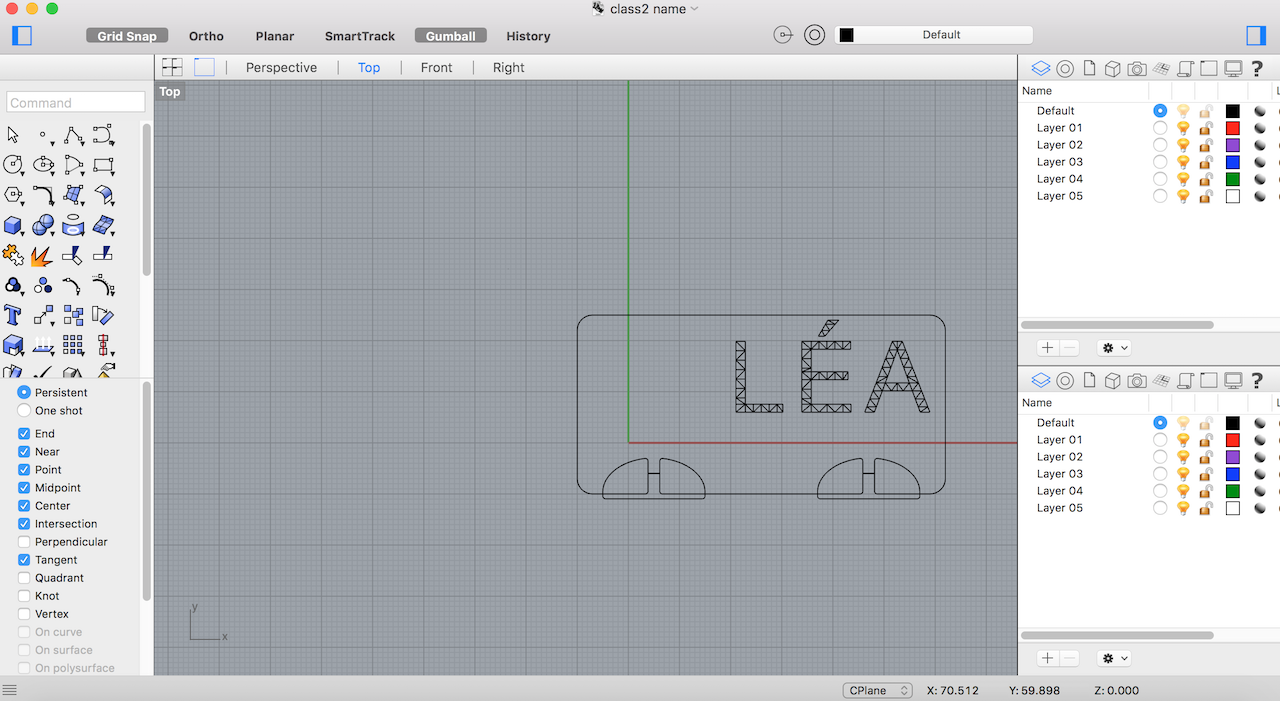 class2 name
Grid Snap Ortho Planar SmartTrack Gumball History Default
Perspective Top Front Right
Top
Command
Persistent
One shot
End
Near
Point
Midpoint
Center
Intersection
Perpendicular
Tangent
Quadrant
Knot
Vertex
On curve
On surface
On polysurface
LÉA
y
x
Name L
Default
Layer 01
Layer 02
Layer 03
Layer 04
Layer 05
Name L
Default
Layer 01
Layer 02
Layer 03
Layer 04
Layer 05
CPlane X: 70.512 Y: 59.898 Z: 0.000